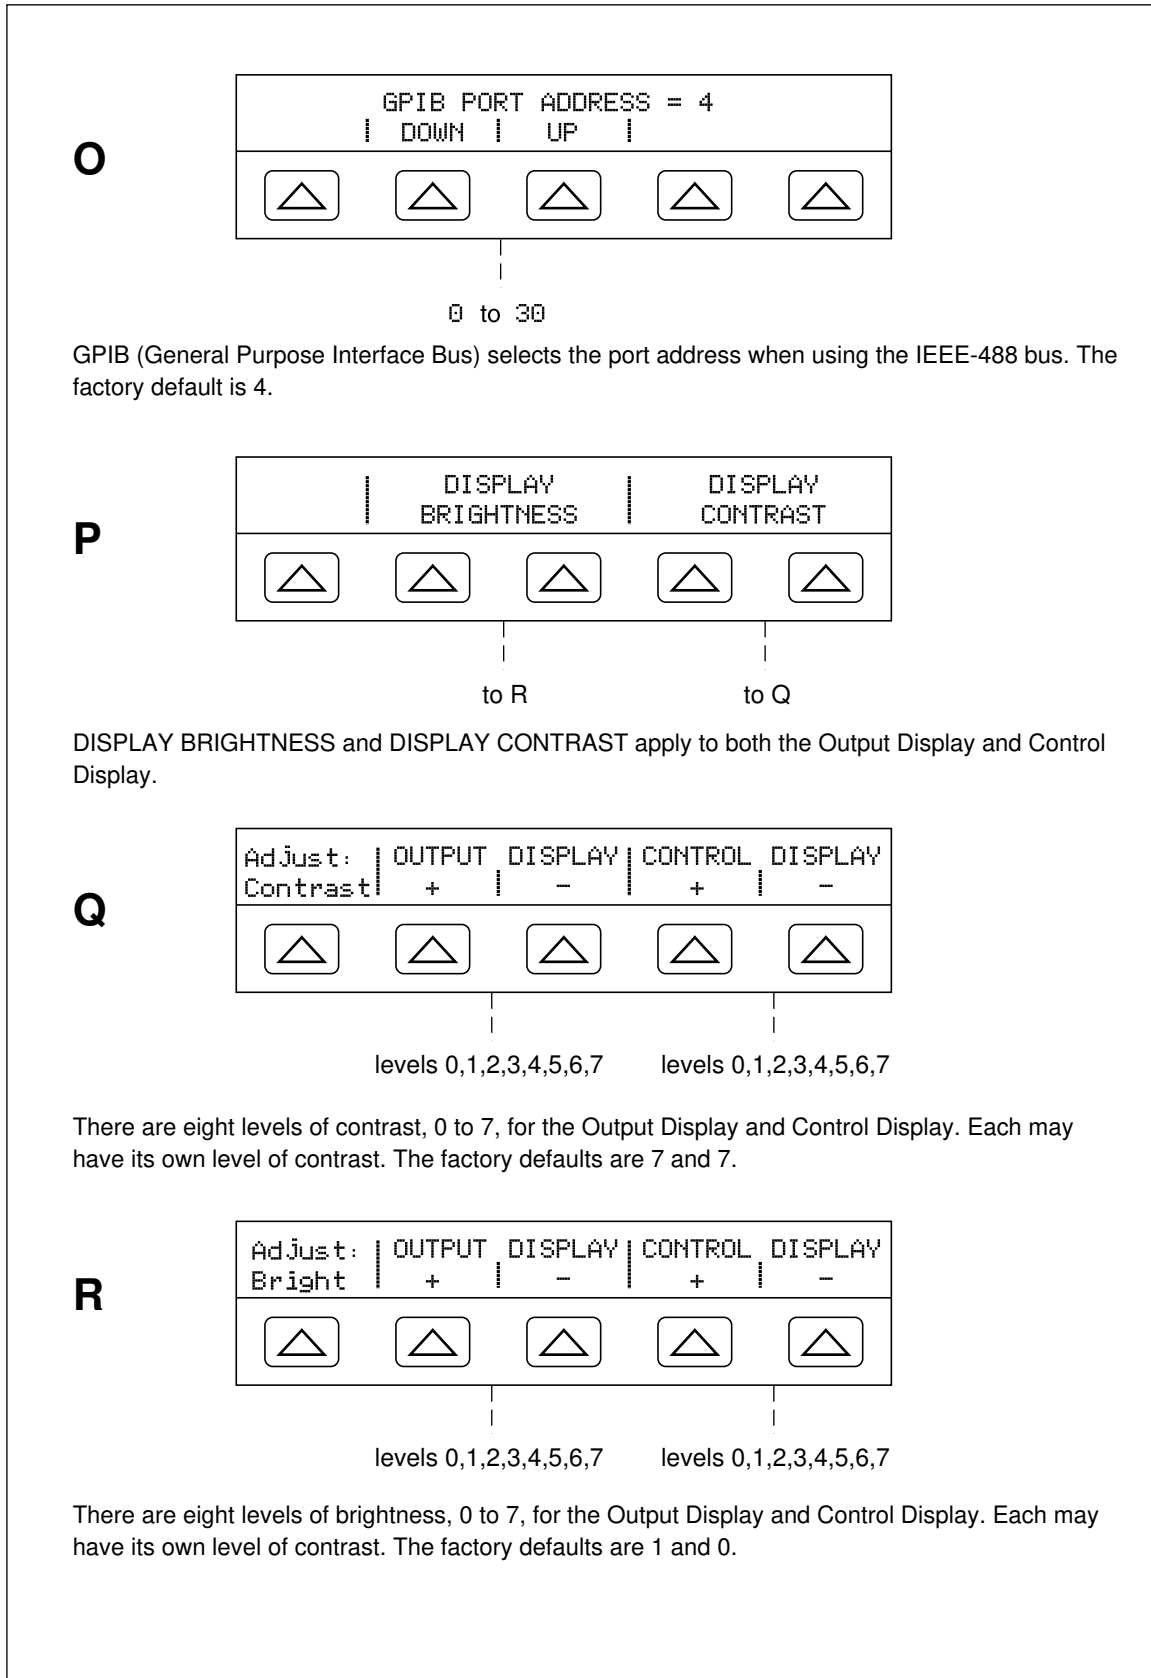 GPIB PORT ADDRESS = 4
DOWN UP
O
0 to 30
GPIB (General Purpose Interface Bus) selects the port address when using the IEEE-488 bus. The
factory default is 4.
DISPLAY DISPLAY
BRIGHTNESS CONTRAST
P
to R to Q
DISPLAY BRIGHTNESS and DISPLAY CONTRAST apply to both the Output Display and Control
Display.
Adjust: OUTPUT DISPLAY CONTROL DISPLAY
Contrast + - + -
Q
levels 0,1,2,3,4,5,6,7 levels 0,1,2,3,4,5,6,7
There are eight levels of contrast, 0 to 7, for the Output Display and Control Display. Each may
have its own level of contrast. The factory defaults are 7 and 7.
Adjust: OUTPUT DISPLAY CONTROL DISPLAY
Bright + - + -
R
levels 0,1,2,3,4,5,6,7 levels 0,1,2,3,4,5,6,7
There are eight levels of brightness, 0 to 7, for the Output Display and Control Display. Each may
have its own level of contrast. The factory defaults are 1 and 0.